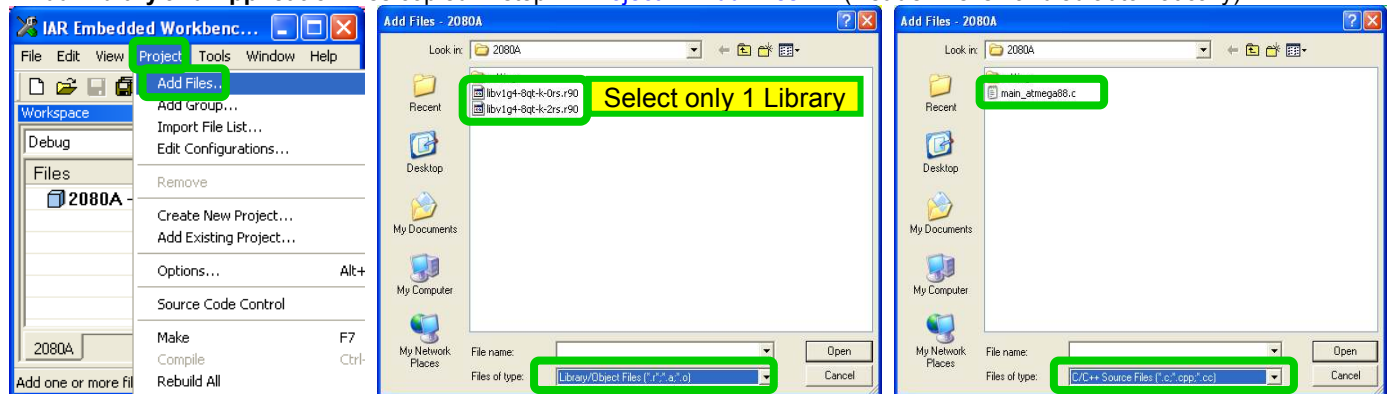 IAR Embedded Workbenc...
File Edit View Project Tools Window Help
Add Files..
Add Group...
Import File List...
Edit Configurations...
Remove
Create New Project...
Add Existing Project...
Options... Alt+
Source Code Control
Make F7
Compile Ctrl-
Rebuild All
Workspace
Debug
Files
2080A -
2080A
Add one or more fil
Add Files - 2080A
Look in: 2080A
libv1g4-8qt-k-0rs.r90
libv1g4-8qt-k-2rs.r90
Select only 1 Library
Recent
Desktop
My Documents
My Computer
My Network
Places
File name:
Open
Files of type: Library/Object Files (*.r*;*.a;*.o)
Cancel
Add Files - 2080A
Look in: 2080A
main_atmega88.c
Recent
Desktop
My Documents
My Computer
My Network
Places
File name:
Open
Files of type: C/C++ Source Files (*.c;*.cpp;*.cc)
Cancel